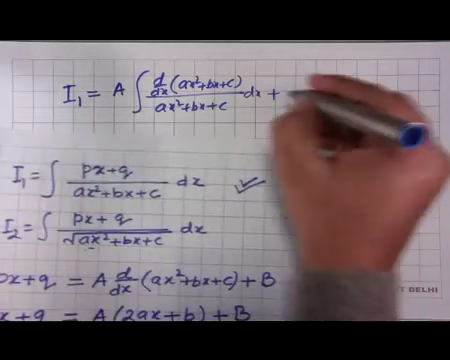 I₁ = A ∫ (d/dx (ax²+bx+c))/(ax²+bx+c) dx +
I₁ = ∫ (px+q)/(ax²+bx+c) dx ✓
I₂ = ∫ (px+q)/√(ax²+bx+c) dx
px+q = A d/dx (ax²+bx+c) + B
x+q = A(2ax+b) + B
T DELHI